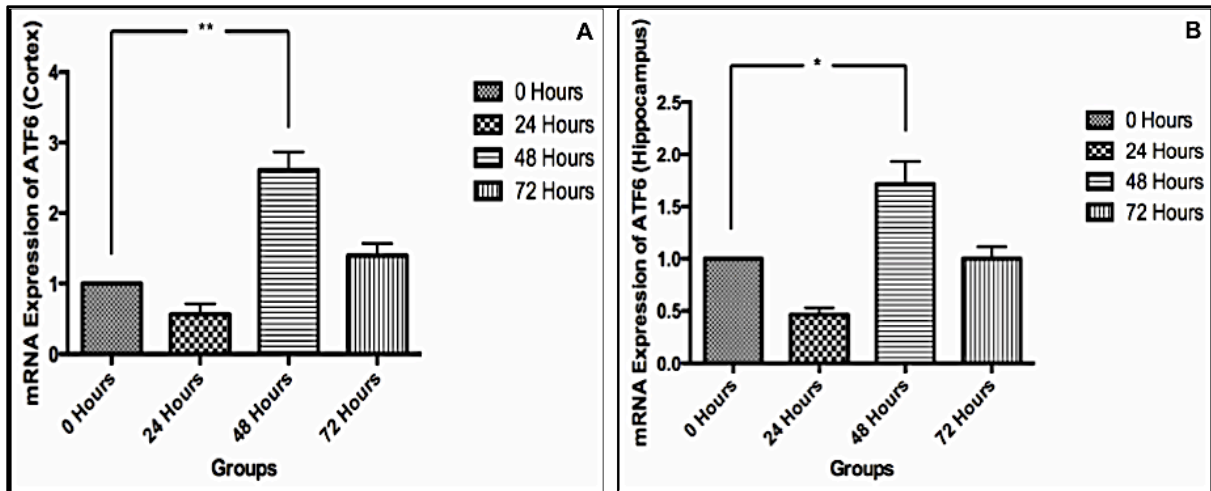 A
**
mRNA Expression of ATF6 (Cortex)
4
3
2
1
0
0 Hours
24 Hours
48 Hours
72 Hours
Groups
0 Hours
24 Hours
48 Hours
72 Hours
B
*
mRNA Expression of ATF6 (Hippocampus)
2.5
2.0
1.5
1.0
0.5
0.0
0 Hours
24 Hours
48 Hours
72 Hours
Groups
0 Hours
24 Hours
48 Hours
72 Hours